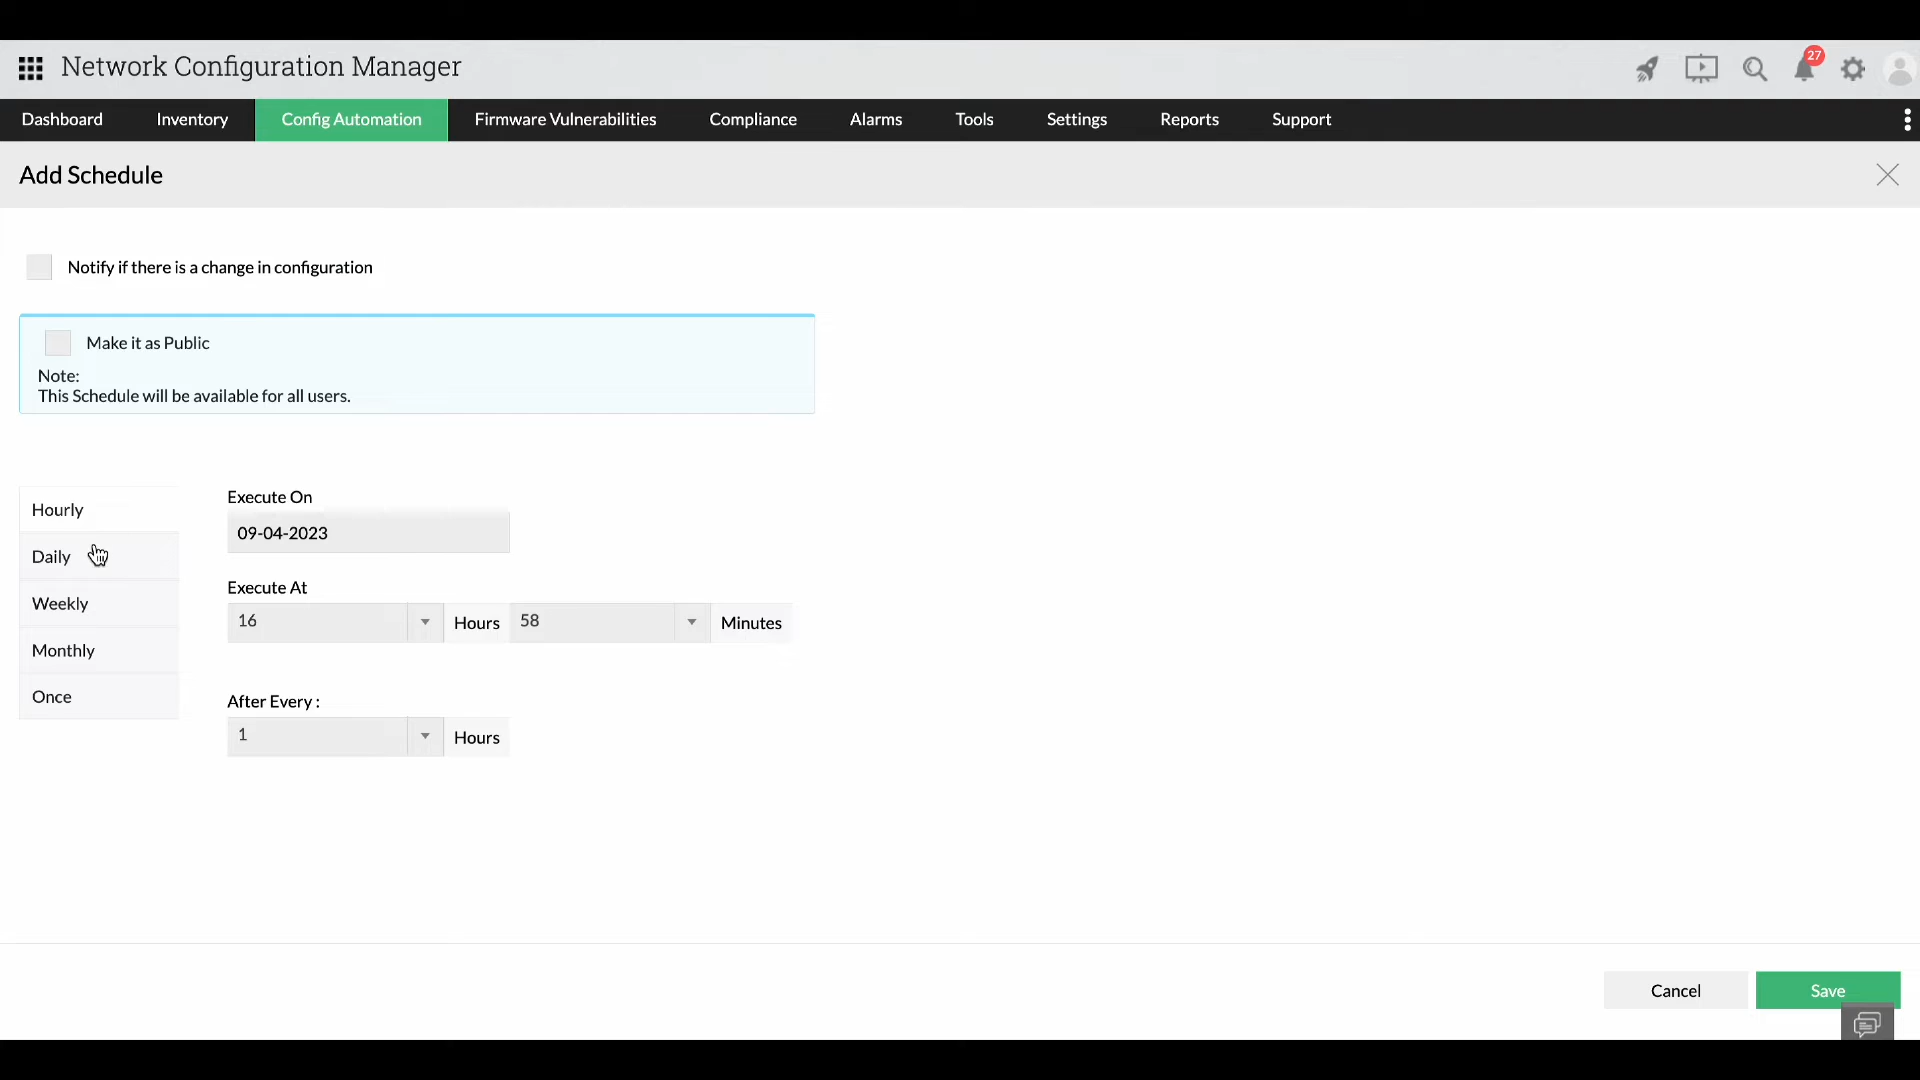 Network Configuration Manager
27
Dashboard Inventory Config Automation Firmware Vulnerabilities Compliance Alarms Tools Settings Reports Support
Add Schedule
Notify if there is a change in configuration
Make it as Public
Note:
This Schedule will be available for all users.
Hourly
Daily
Weekly
Monthly
Once
Execute On
09-04-2023
Execute At
16 Hours 58 Minutes
After Every :
1 Hours
Cancel Save